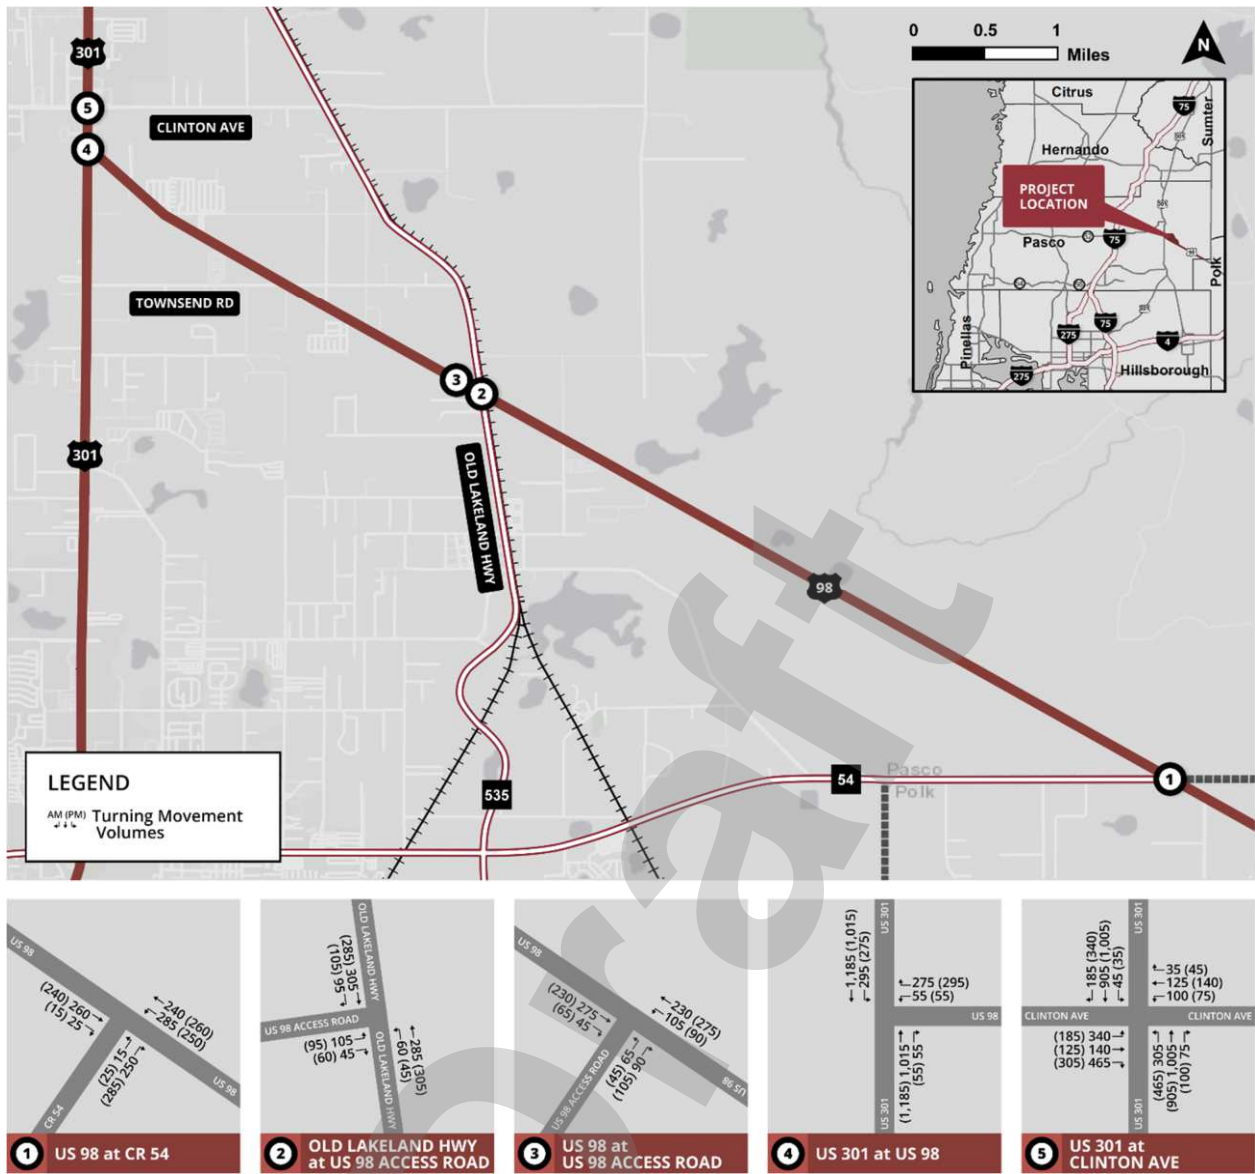 301
5
4
CLINTON AVE
TOWNSEND RD
301
3
2
OLD LAKELAND HWY
98
54
535
1
Pasco
Polk
0 0.5 1
Miles
N
Citrus
Sumter
75
Hernando
PROJECT
LOCATION
Pasco
75
Polk
Pinellas
275
75
4
275
Hillsborough
LEGEND
AM (PM) Turning Movement
Volumes
Draft
US 98
(240) 260
(15) 25
240 (260)
285 (250)
(25) 15
(285) 250
CR 54
US 98
1 US 98 at CR 54
OLD LAKELAND HWY
(285) 305
(105) 95
US 98 ACCESS ROAD
(95) 105
(60) 45
285 (305)
60 (45)
OLD LAKELAND HWY
2 OLD LAKELAND HWY
at US 98 ACCESS ROAD
US 98
(230) 275
(65) 45
230 (275)
105 (90)
(45) 65
(105) 90
US 98 ACCESS ROAD
US 98
3 US 98 at
US 98 ACCESS ROAD
US 301
1,185 (1,015)
295 (275)
275 (295)
55 (55)
US 98
(1,185) 1,015
(55) 55
US 301
4 US 301 at US 98
US 301
185 (340)
905 (1,005)
45 (35)
35 (45)
125 (140)
100 (75)
CLINTON AVE
CLINTON AVE
(185) 340
(125) 140
(305) 465
(465) 305
(905) 1,005
(100) 75
US 301
5 US 301 at
CLINTON AVE